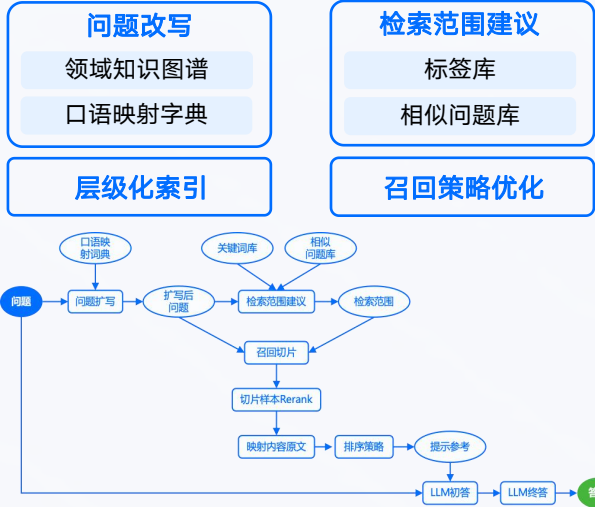 问题改写
检索范围建议
领域知识图谱
标签库
口语映射字典
相似问题库
层级化索引
召回策略优化
口语映
射词典
关键词库
相似
问题库
问题
问题扩写
扩写后
问题
检索范围建议
检索范围
召回切片
切片样本Rerank
映射内容原文
排序策略
提示参考
LLM初答
LLM终答
答